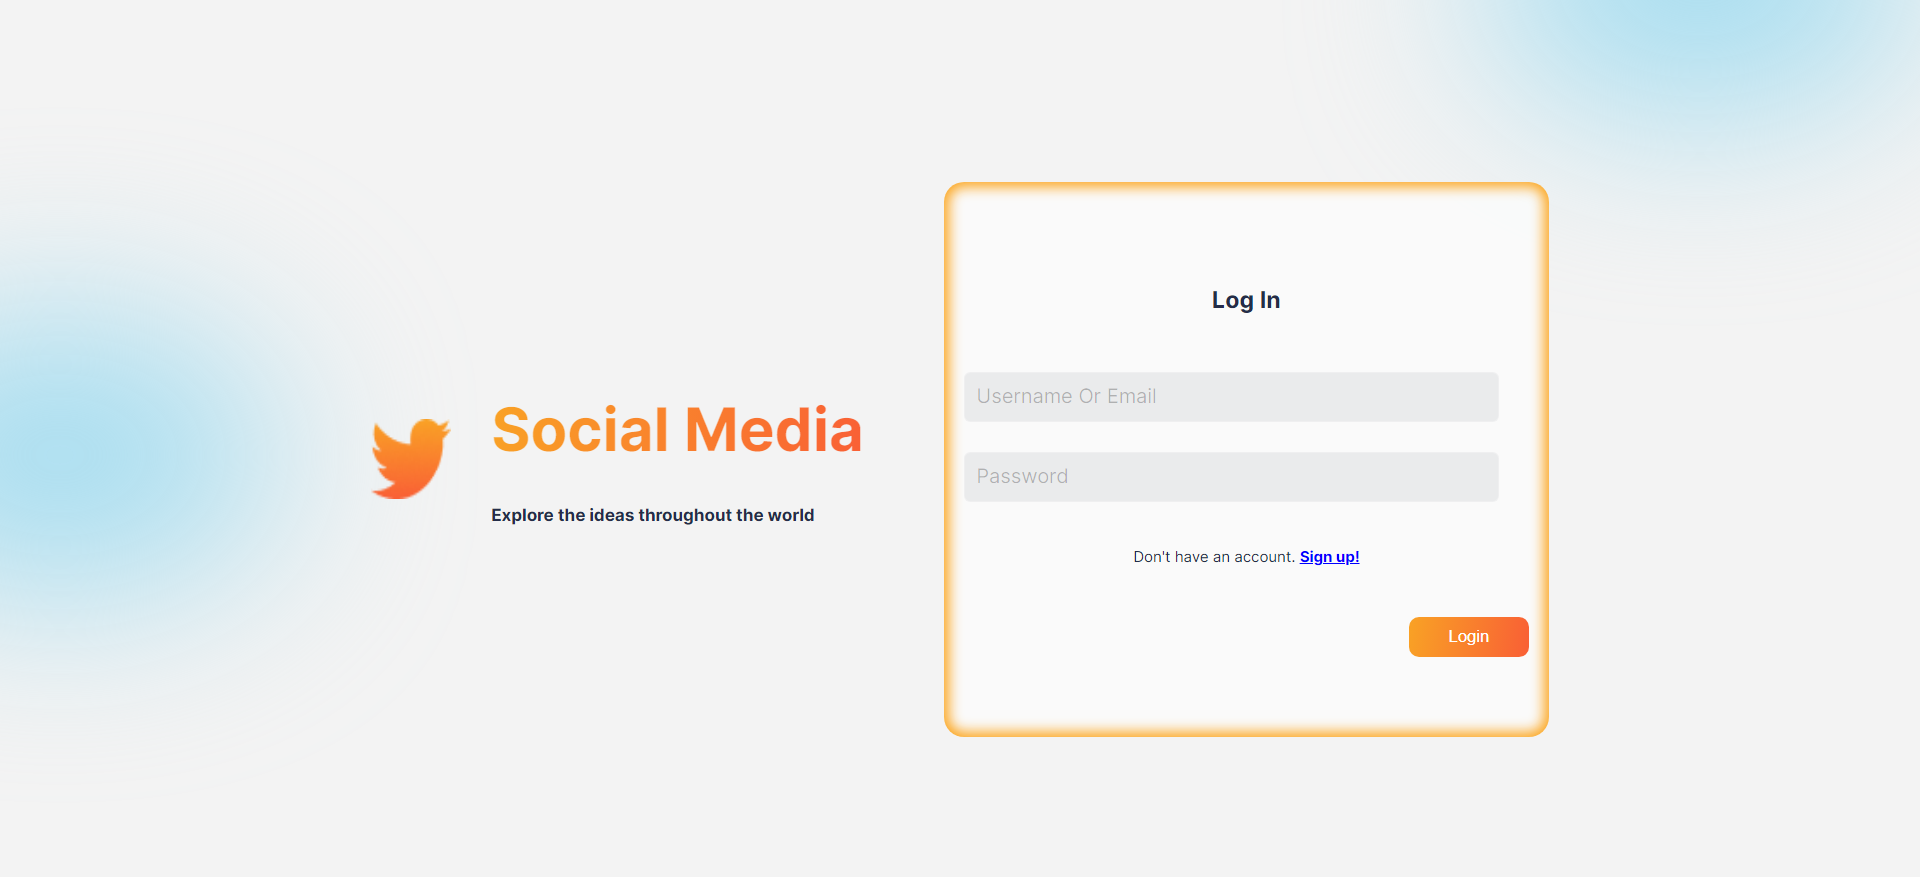 Social Media
Explore the ideas throughout the world
Log In
Username Or Email
Password
Don't have an account. Sign up!
Login